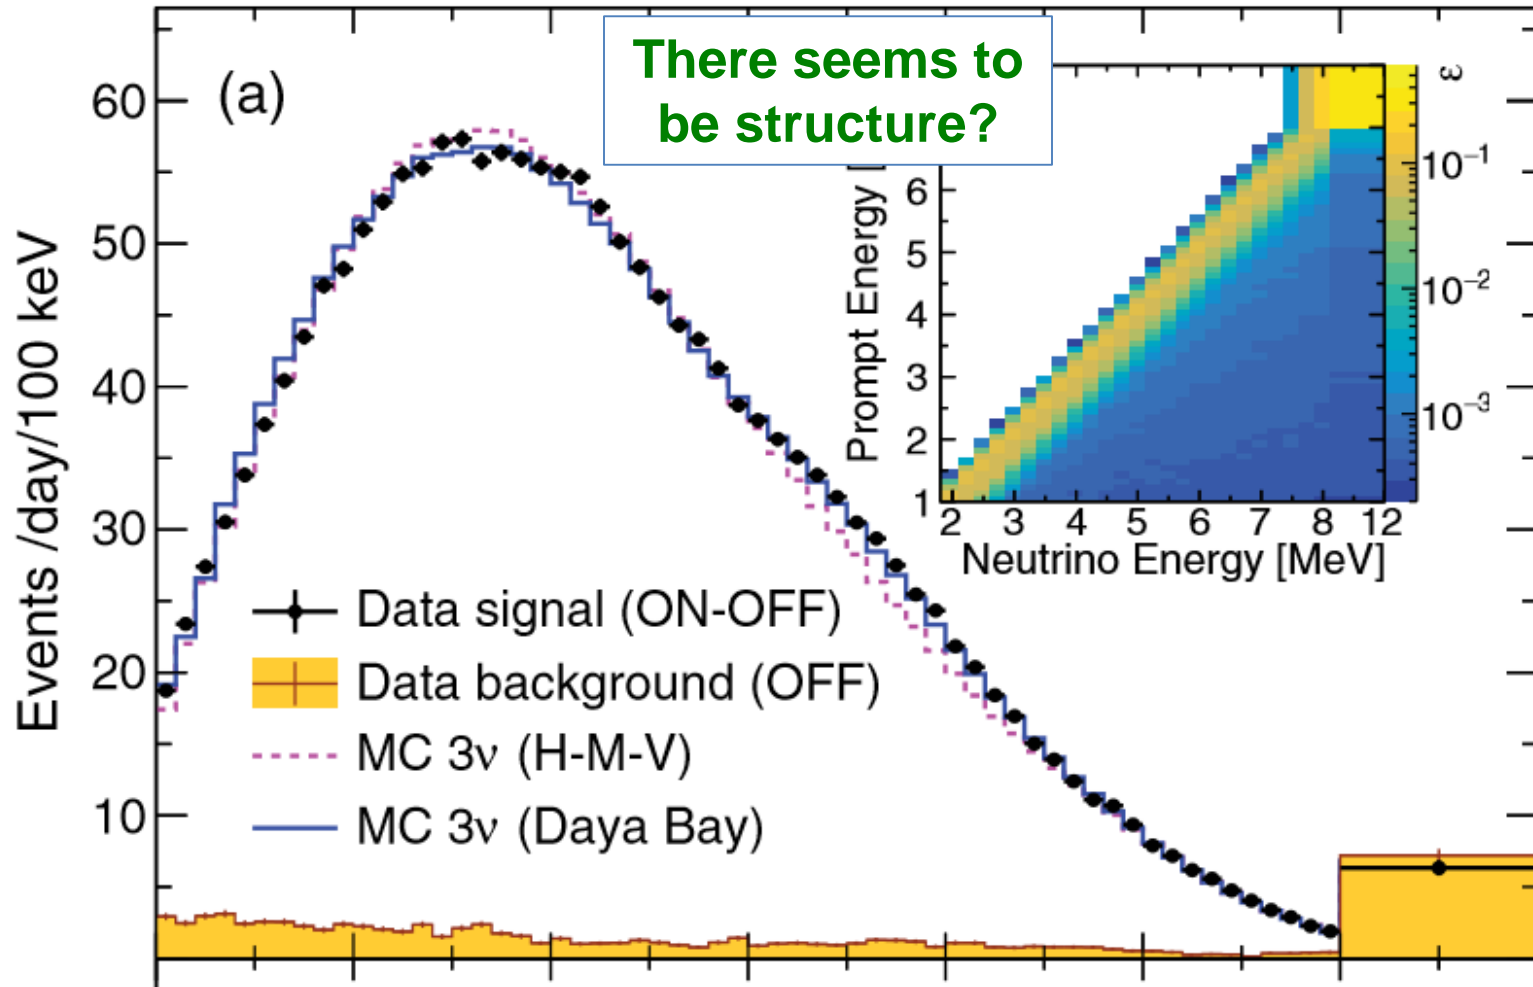 There seems to
be structure?
(a)
Events /day/100 keV
60
50
40
30
20
10
Data signal (ON-OFF)
Data background (OFF)
MC 3ν (H-M-V)
MC 3ν (Daya Bay)
Prompt Energy [
6
5
4
3
2
1
2 3 4 5 6 7 8 12
Neutrino Energy [MeV]
ε
10⁻¹
10⁻²
10⁻³